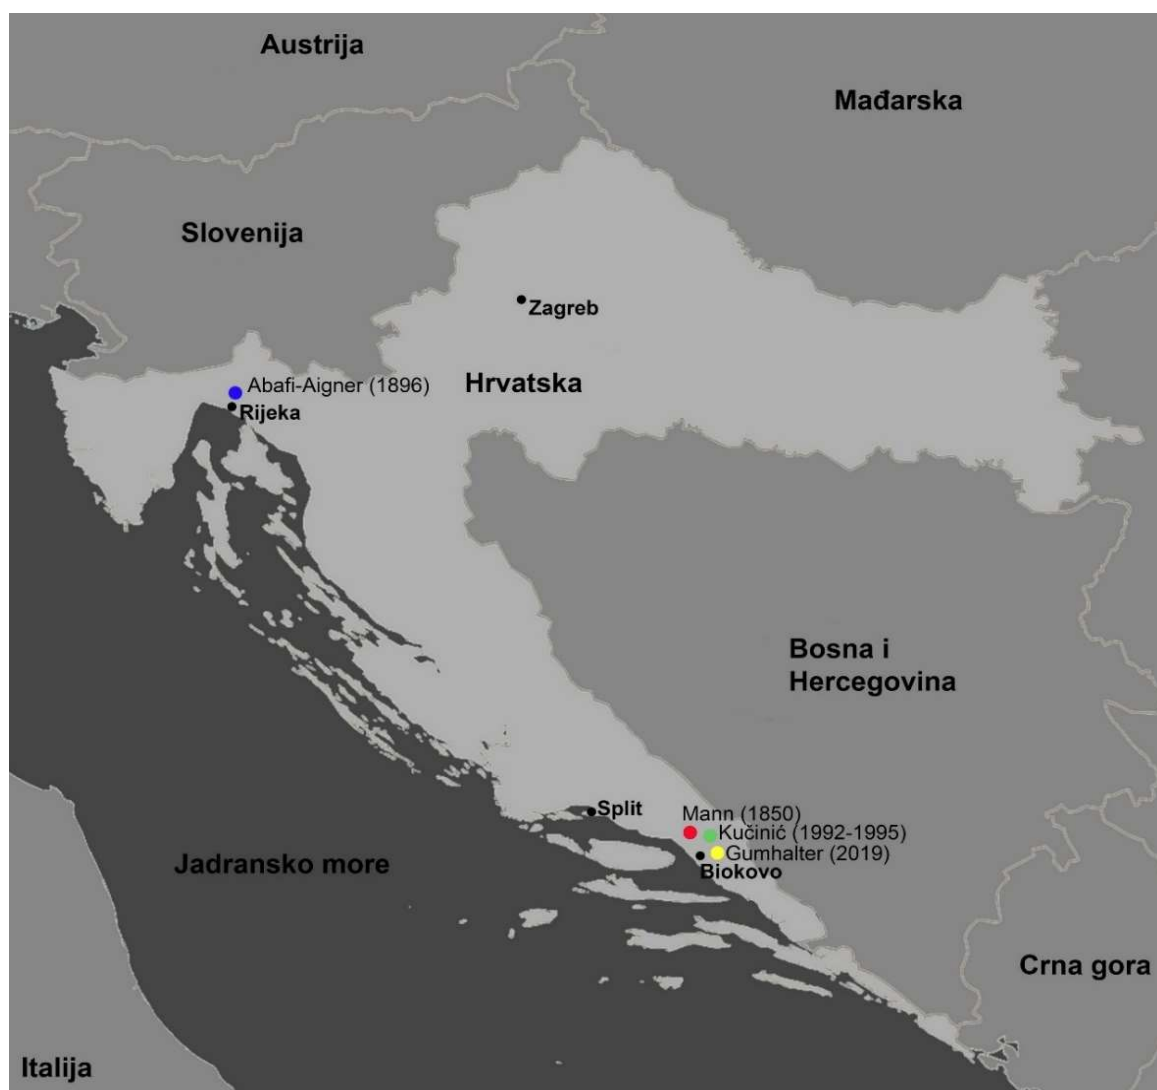 Austrija
Mađarska
Slovenija
Zagreb
Hrvatska
Abafi-Aigner (1896)
Rijeka
Bosna i
Hercegovina
Split
Mann (1850)
Kučinić (1992-1995)
Gumhalter (2019)
Biokovo
Jadransko more
Crna gora
Italija